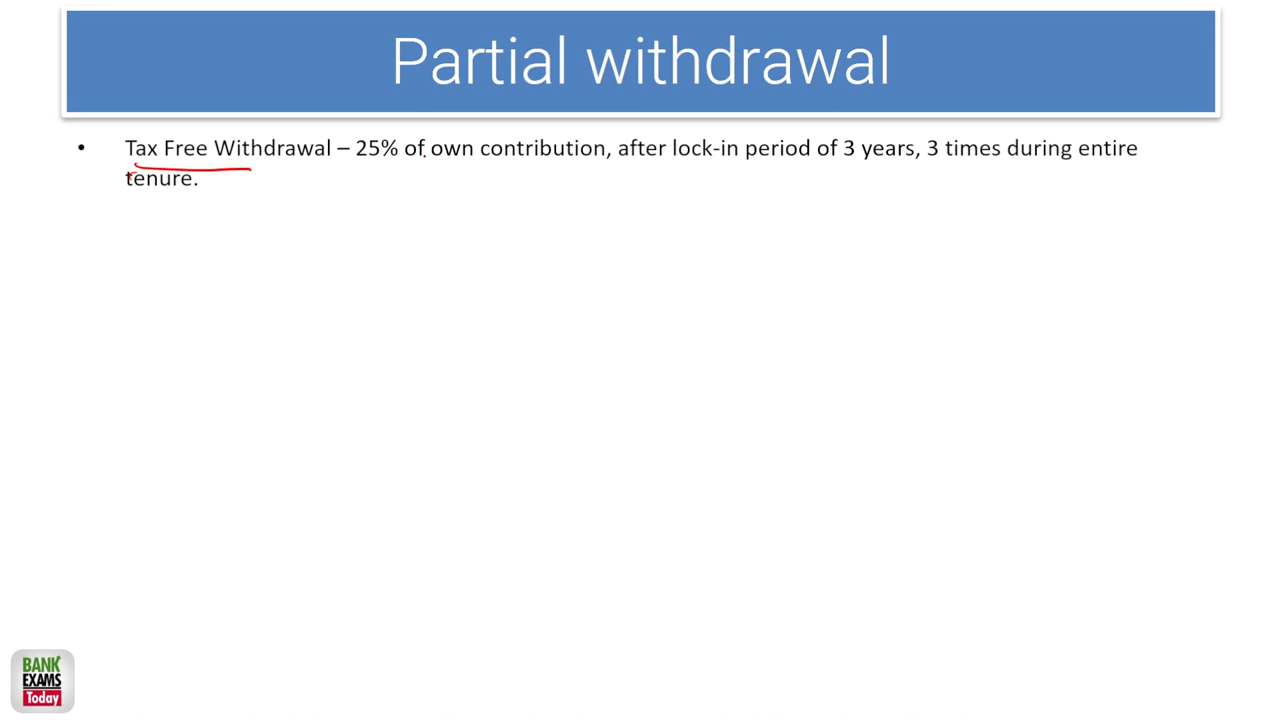 Partial withdrawal
• Tax Free Withdrawal – 25% of own contribution, after lock-in period of 3 years, 3 times during entire
tenure.
BANK
EXAMS
Today